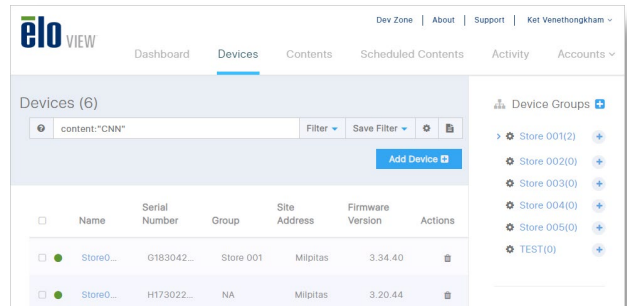 Dev Zone | About | Support | Ket Venethongkham
ēlo VIEW
Dashboard Devices Contents Scheduled Contents Activity Accounts
Devices (6)
content:"CNN" Filter Save Filter
Add Device
Name Serial Number Group Site Address Firmware Version Actions
Store0... G183042... Store 001 Milpitas 3.34.40
Store0... H173022... NA Milpitas 3.20.44
Device Groups
Store 001(2)
Store 002(0)
Store 003(0)
Store 004(0)
Store 005(0)
TEST(0)